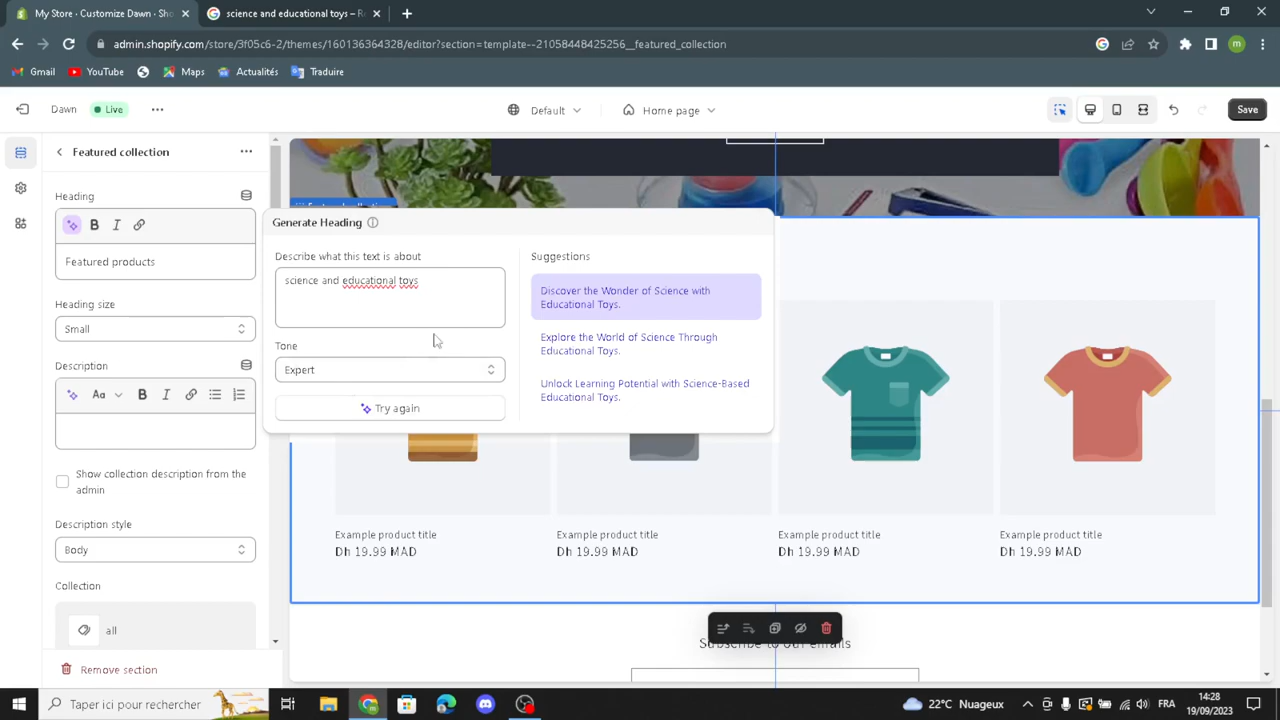 My Store · Customize Dawn · Sho
science and educational toys – Re
admin.shopify.com/store/3f05c6-2/themes/160136364328/editor?section=template--21058448425256__featured_collection
m
Gmail
YouTube
Maps
Actualités
Traduire
Dawn
Live
Default
Home page
Save
Featured collection
Heading
B
I
Featured products
Heading size
Small
Description
Aa
B
I
Show collection description from the
admin
Description style
Body
Collection
all
Remove section
Generate Heading
Describe what this text is about
science and educational toys
Tone
Expert
Try again
Suggestions
Discover the Wonder of Science with
Educational Toys.
Explore the World of Science Through
Educational Toys.
Unlock Learning Potential with Science-Based
Educational Toys.
Example product title
Dh 19.99 MAD
Example product title
Dh 19.99 MAD
Example product title
Dh 19.99 MAD
Example product title
Dh 19.99 MAD
Subscribe to our emails
Taper ici pour rechercher
22°C Nuageux
FRA
14:28
19/09/2023